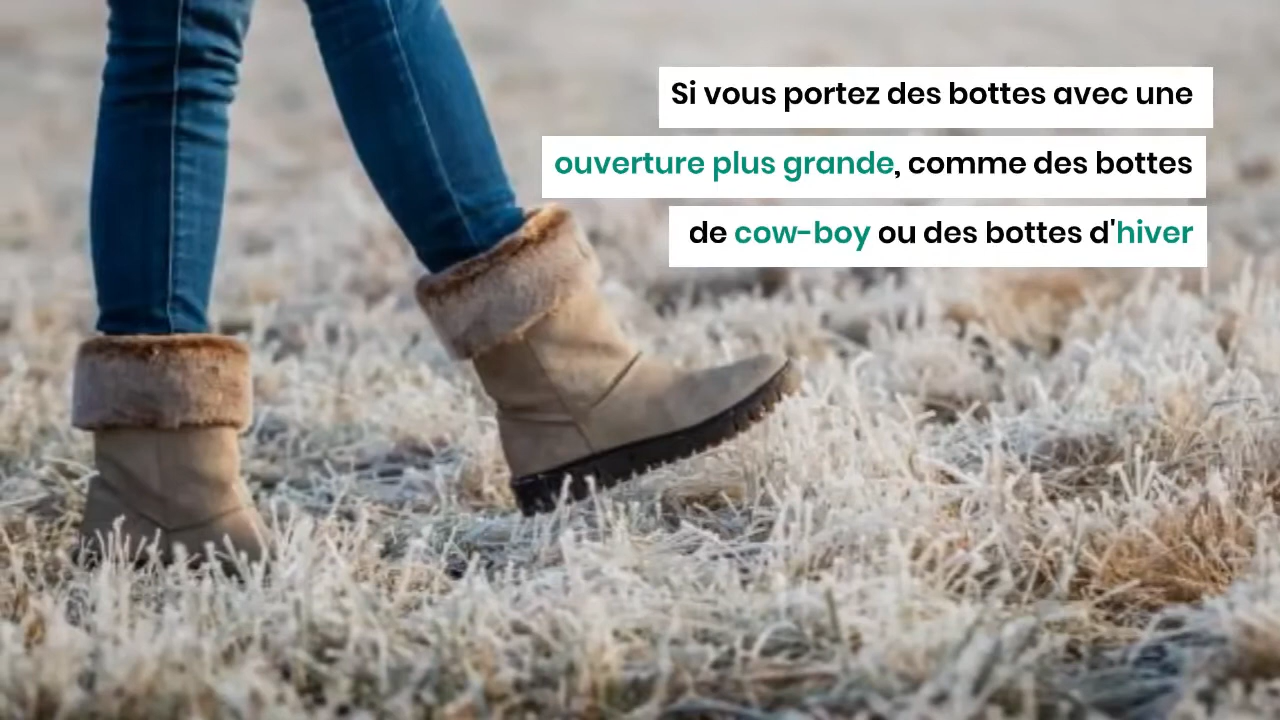 Si vous portez des bottes avec une
ouverture plus grande, comme des bottes
de cow-boy ou des bottes d'hiver